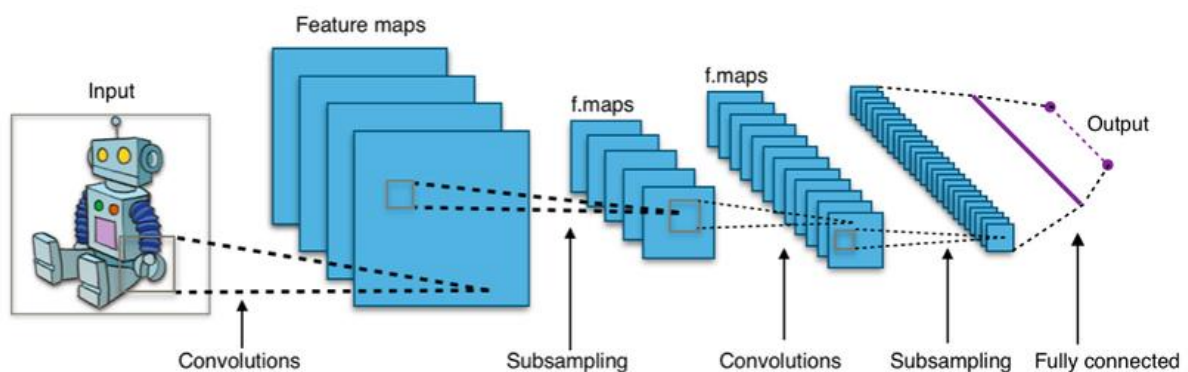 Feature maps
f.maps
f.maps
Input
Output
Convolutions
Subsampling
Convolutions
Subsampling
Fully connected